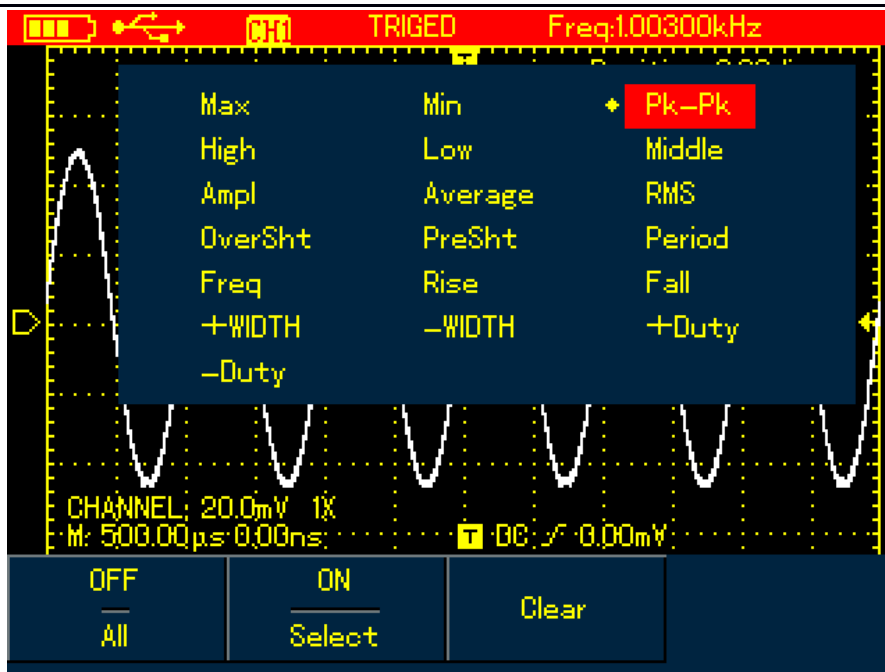 CH1 TRIGED Freq:1.00300kHz
Max Min Pk-Pk
High Low Middle
Ampl Average RMS
OverSht PreSht Period
Freq Rise Fall
+WIDTH -WIDTH +Duty
-Duty
CHANNEL: 20.0mV 1X
M: 500.00μs 0.00ns T DC: 0.00mV
OFF ON Clear
All Select